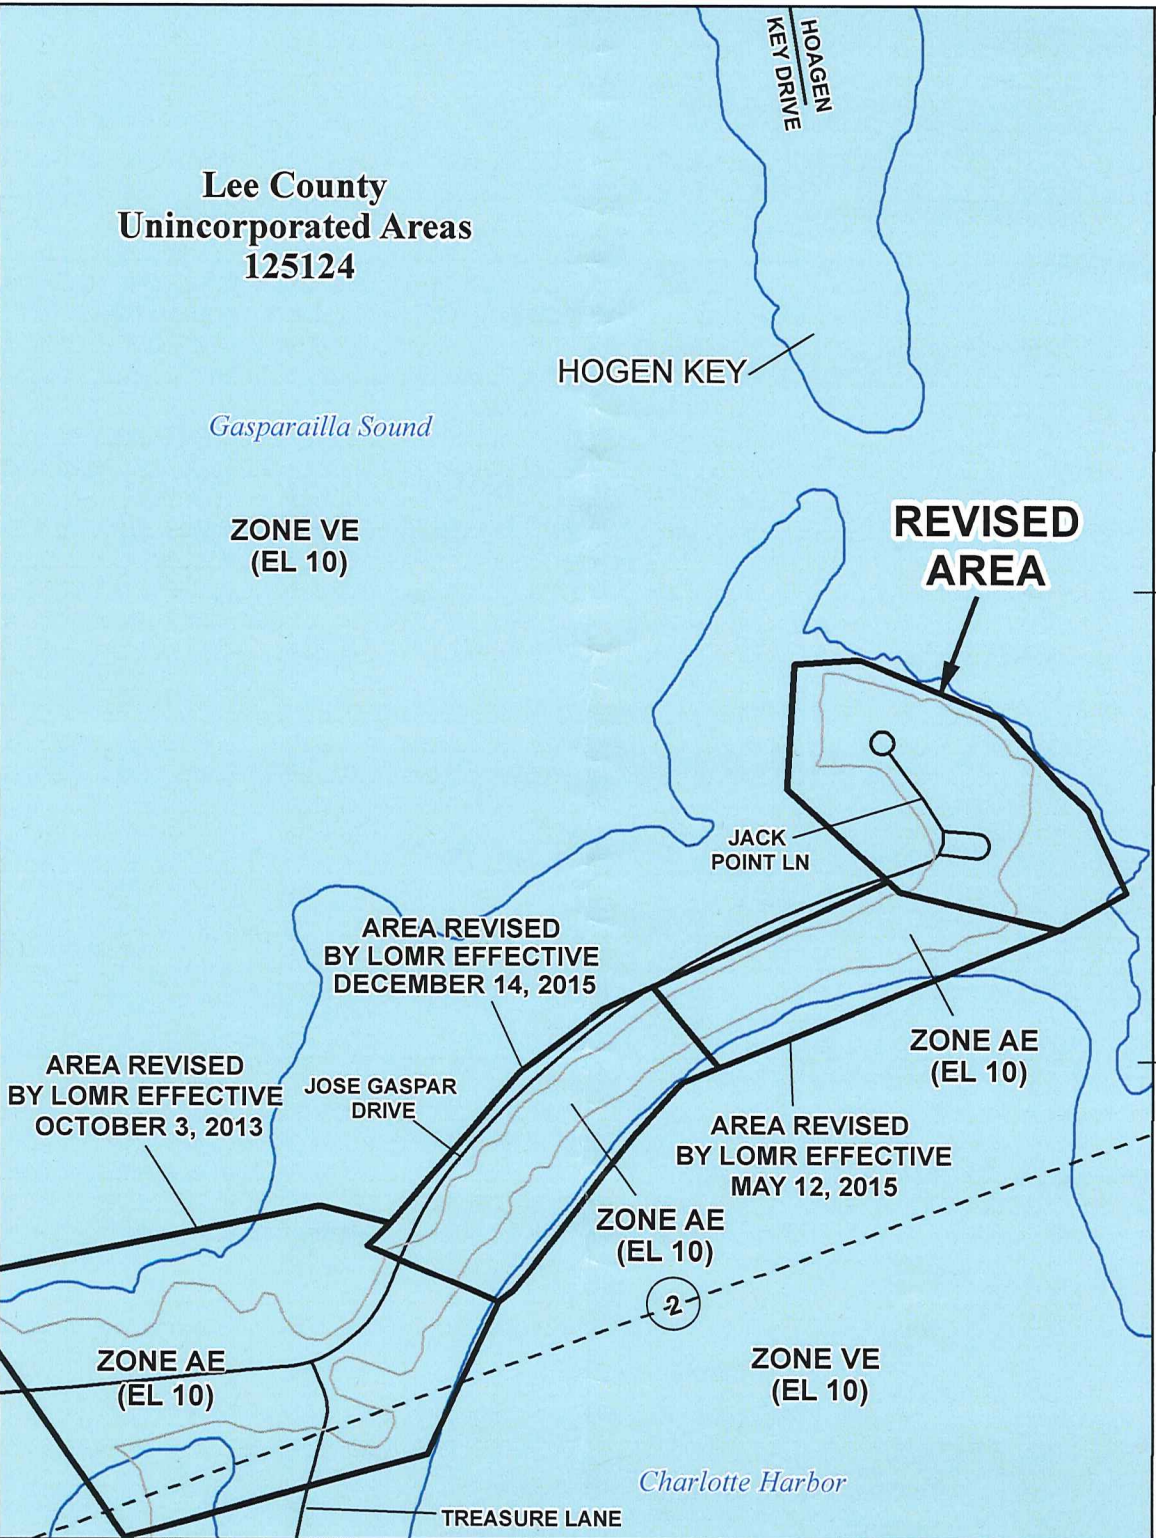 HOAGEN
KEY DRIVE
Lee County
Unincorporated Areas
125124
HOGEN KEY
Gasparailla Sound
ZONE VE
(EL 10)
REVISED
AREA
JACK
POINT LN
AREA REVISED
BY LOMR EFFECTIVE
DECEMBER 14, 2015
ZONE AE
(EL 10)
AREA REVISED
BY LOMR EFFECTIVE
OCTOBER 3, 2013
JOSE GASPAR
DRIVE
AREA REVISED
BY LOMR EFFECTIVE
MAY 12, 2015
ZONE AE
(EL 10)
-2
ZONE AE
(EL 10)
ZONE VE
(EL 10)
Charlotte Harbor
TREASURE LANE